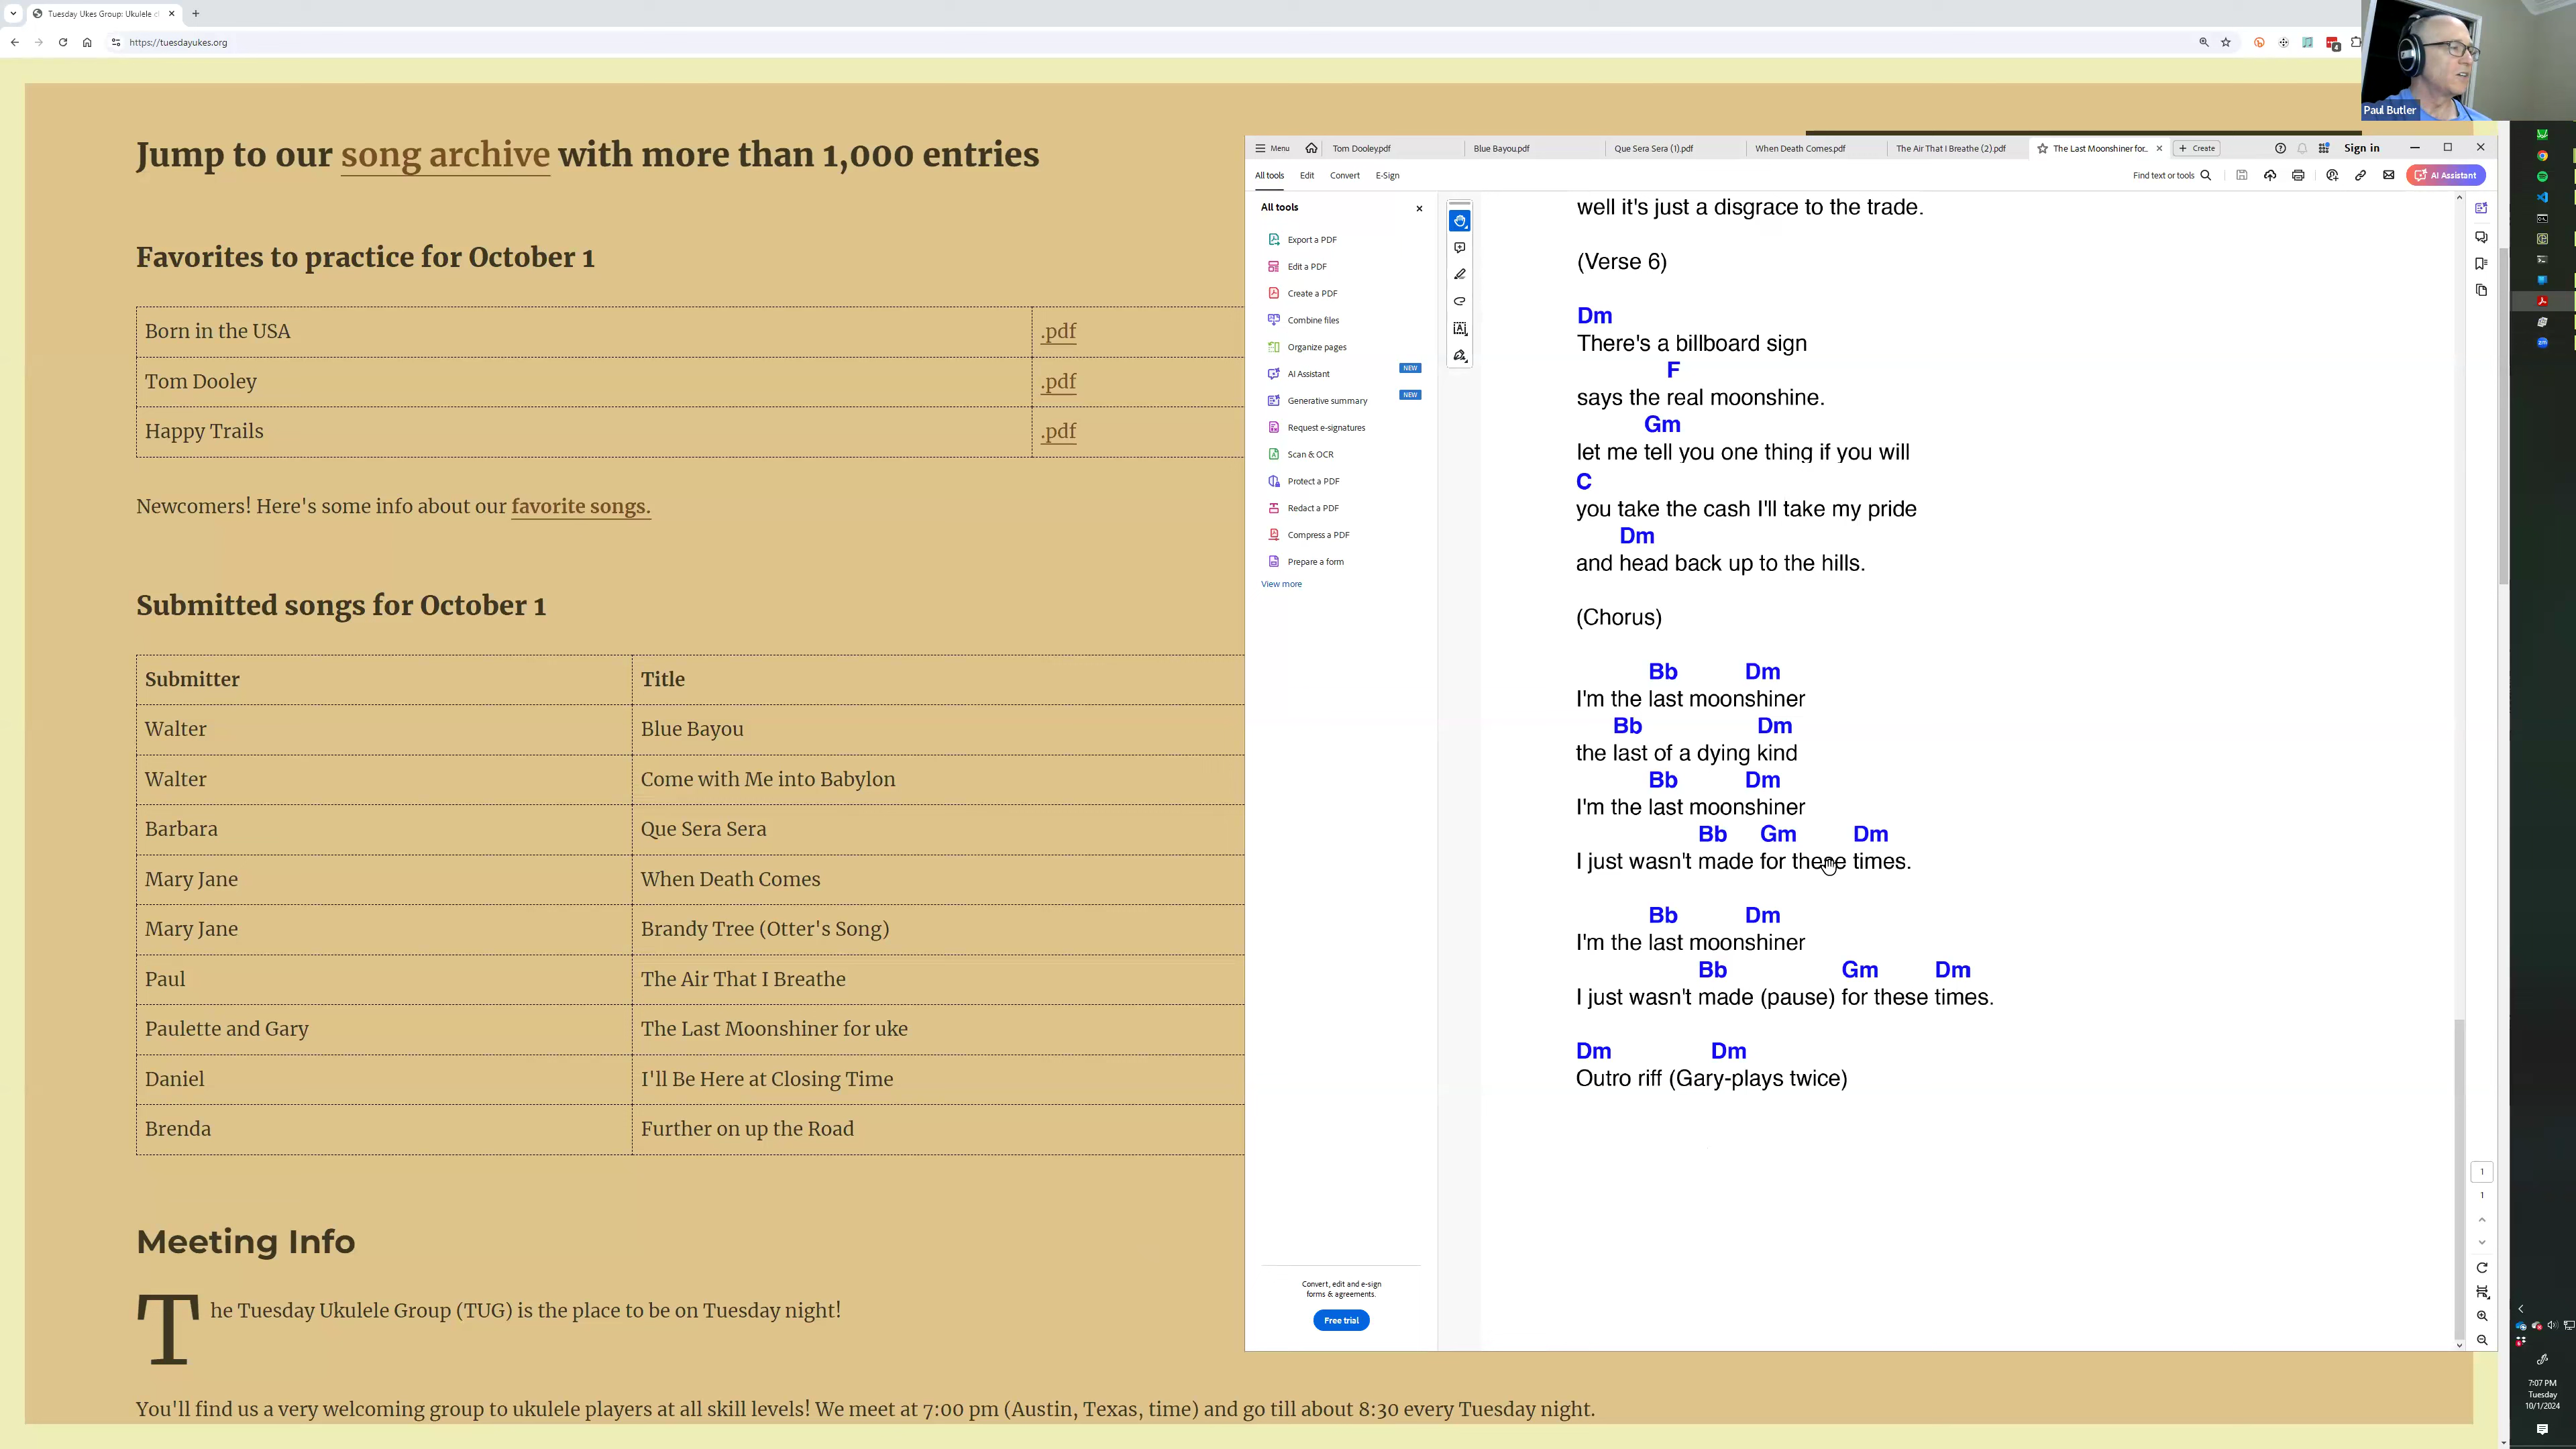 Tuesday Ukes Group: Ukulele cl
https://tuesdayukes.org
Paul Butler
Jump to our song archive with more than 1,000 entries
Favorites to practice for October 1
Born in the USA .pdf
Tom Dooley .pdf
Happy Trails .pdf
Newcomers! Here's some info about our favorite songs.
Submitted songs for October 1
Submitter Title
Walter Blue Bayou
Walter Come with Me into Babylon
Barbara Que Sera Sera
Mary Jane When Death Comes
Mary Jane Brandy Tree (Otter's Song)
Paul The Air That I Breathe
Paulette and Gary The Last Moonshiner for uke
Daniel I'll Be Here at Closing Time
Brenda Further on up the Road
Meeting Info
The Tuesday Ukulele Group (TUG) is the place to be on Tuesday night!
You'll find us a very welcoming group to ukulele players at all skill levels! We meet at 7:00 pm (Austin, Texas, time) and go till about 8:30 every Tuesday night.
Menu Tom Dooley.pdf Blue Bayou.pdf Que Sera Sera (1).pdf When Death Comes.pdf The Air That I Breathe (2).pdf The Last Moonshiner for... Create Sign in
All tools Edit Convert E-Sign Find text or tools AI Assistant
All tools
Export a PDF
Edit a PDF
Create a PDF
Combine files
Organize pages
AI Assistant NEW
Generative summary NEW
Request e-signatures
Scan & OCR
Protect a PDF
Redact a PDF
Compress a PDF
Prepare a form
View more
Convert, edit and e-sign
forms & agreements.
Free trial
well it's just a disgrace to the trade.
(Verse 6)
Dm
There's a billboard sign
F
says the real moonshine.
Gm
let me tell you one thing if you will
C
you take the cash I'll take my pride
Dm
and head back up to the hills.
(Chorus)
Bb Dm
I'm the last moonshiner
Bb Dm
the last of a dying kind
Bb Dm
I'm the last moonshiner
Bb Gm Dm
I just wasn't made for these times.
Bb Dm
I'm the last moonshiner
Bb Gm Dm
I just wasn't made (pause) for these times.
Dm Dm
Outro riff (Gary-plays twice)
1
1
7:07 PM
Tuesday
10/1/2024